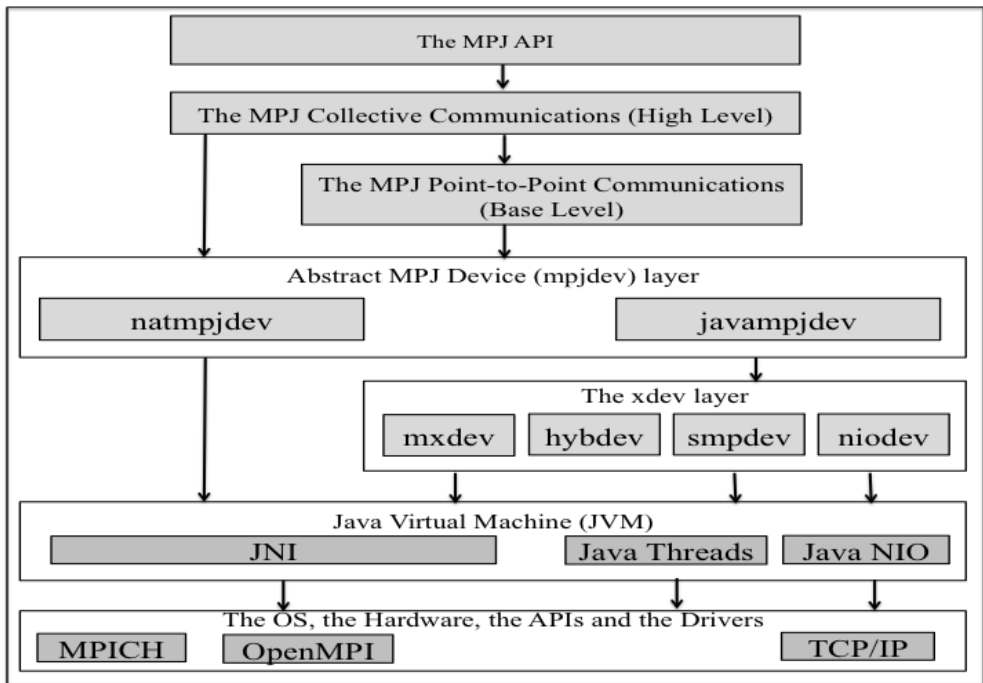 The MPJ API
The MPJ Collective Communications (High Level)
The MPJ Point-to-Point Communications
(Base Level)
Abstract MPJ Device (mpjdev) layer
natmpjdev
javampjdev
The xdev layer
mxdev
hybdev
smpdev
niodev
Java Virtual Machine (JVM)
JNI
Java Threads
Java NIO
The OS, the Hardware, the APIs and the Drivers
MPICH
OpenMPI
TCP/IP